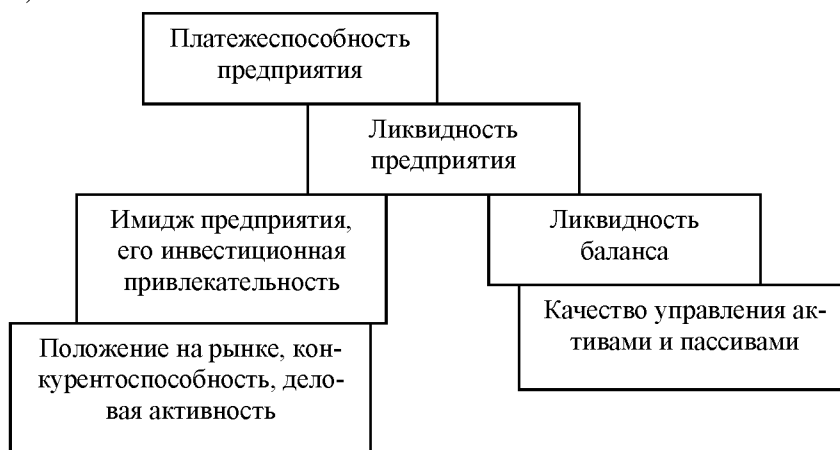 Платежеспособность
предприятия
Ликвидность
предприятия
Имидж предприятия,
его инвестиционная
привлекательность
Ликвидность
баланса
Качество управления ак-
тивами и пассивами
Положение на рынке, кон-
курентоспособность, дело-
вая активность